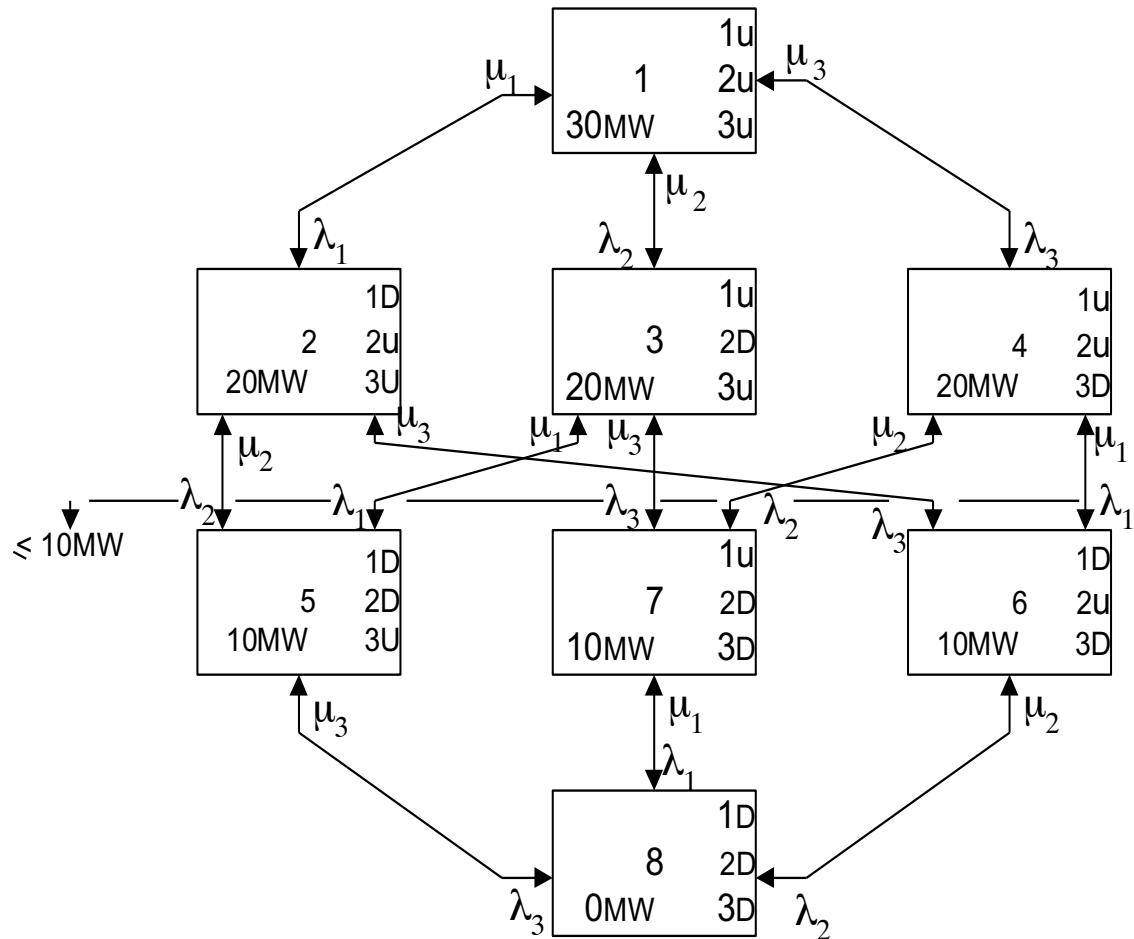 1u
μ₁ 1 2u μ₃
30MW 3u
μ₂
λ₁ λ₂ λ₃
1D 1u 1u
2 2u 3 2D 4 2u
20MW 3U 20MW 3u 20MW 3D
μ₂ μ₃ μ₁ μ₃ μ₂ μ₁
λ₂ λ₁ λ₃ λ₂ λ₃ λ₁
⩽ 10MW
1D 1u 1D
5 2D 7 2D 6 2u
10MW 3U 10MW 3D 10MW 3D
μ₃ μ₁ μ₂
λ₁
1D
8 2D
λ₃ 0MW 3D λ₂